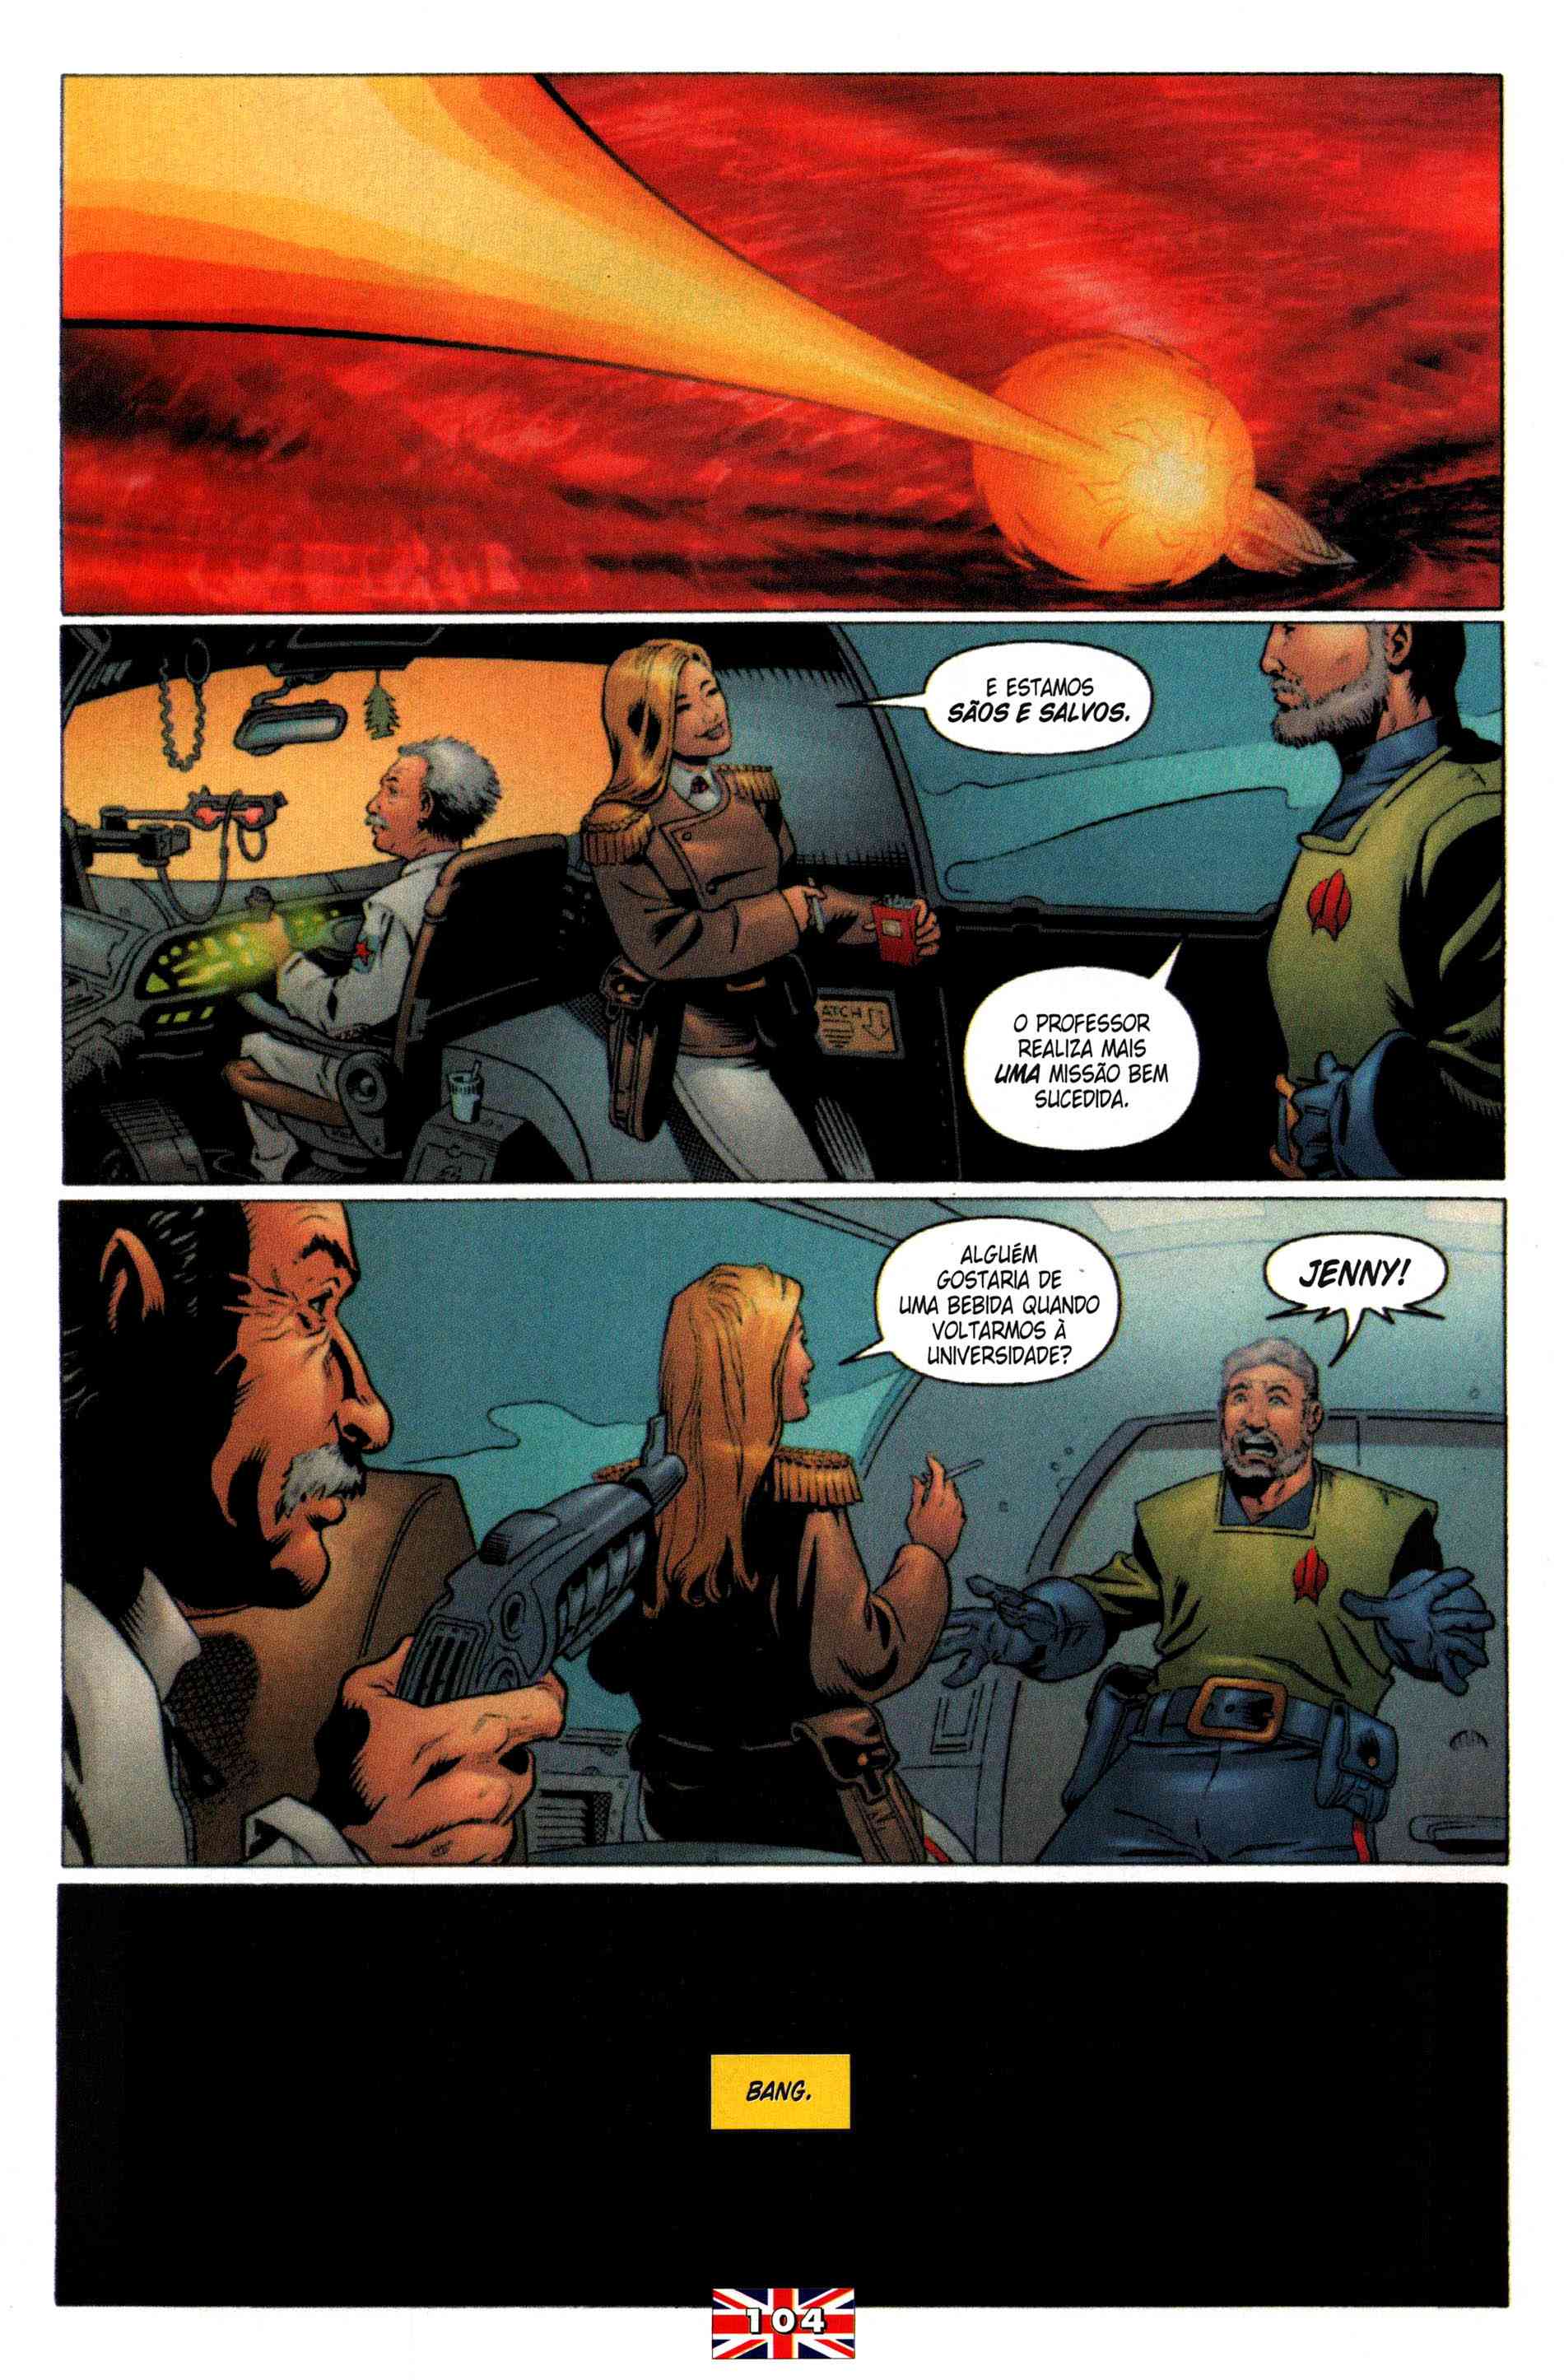 E ESTAMOS
SÃOS E SALVOS.
ATCH
O PROFESSOR
REALIZA MAIS
UMA MISSÃO BEM
SUCEDIDA.
ALGUÉM
GOSTARIA DE
UMA BEBIDA QUANDO
VOLTARMOS À
UNIVERSIDADE?
JENNY!
BANG.
104